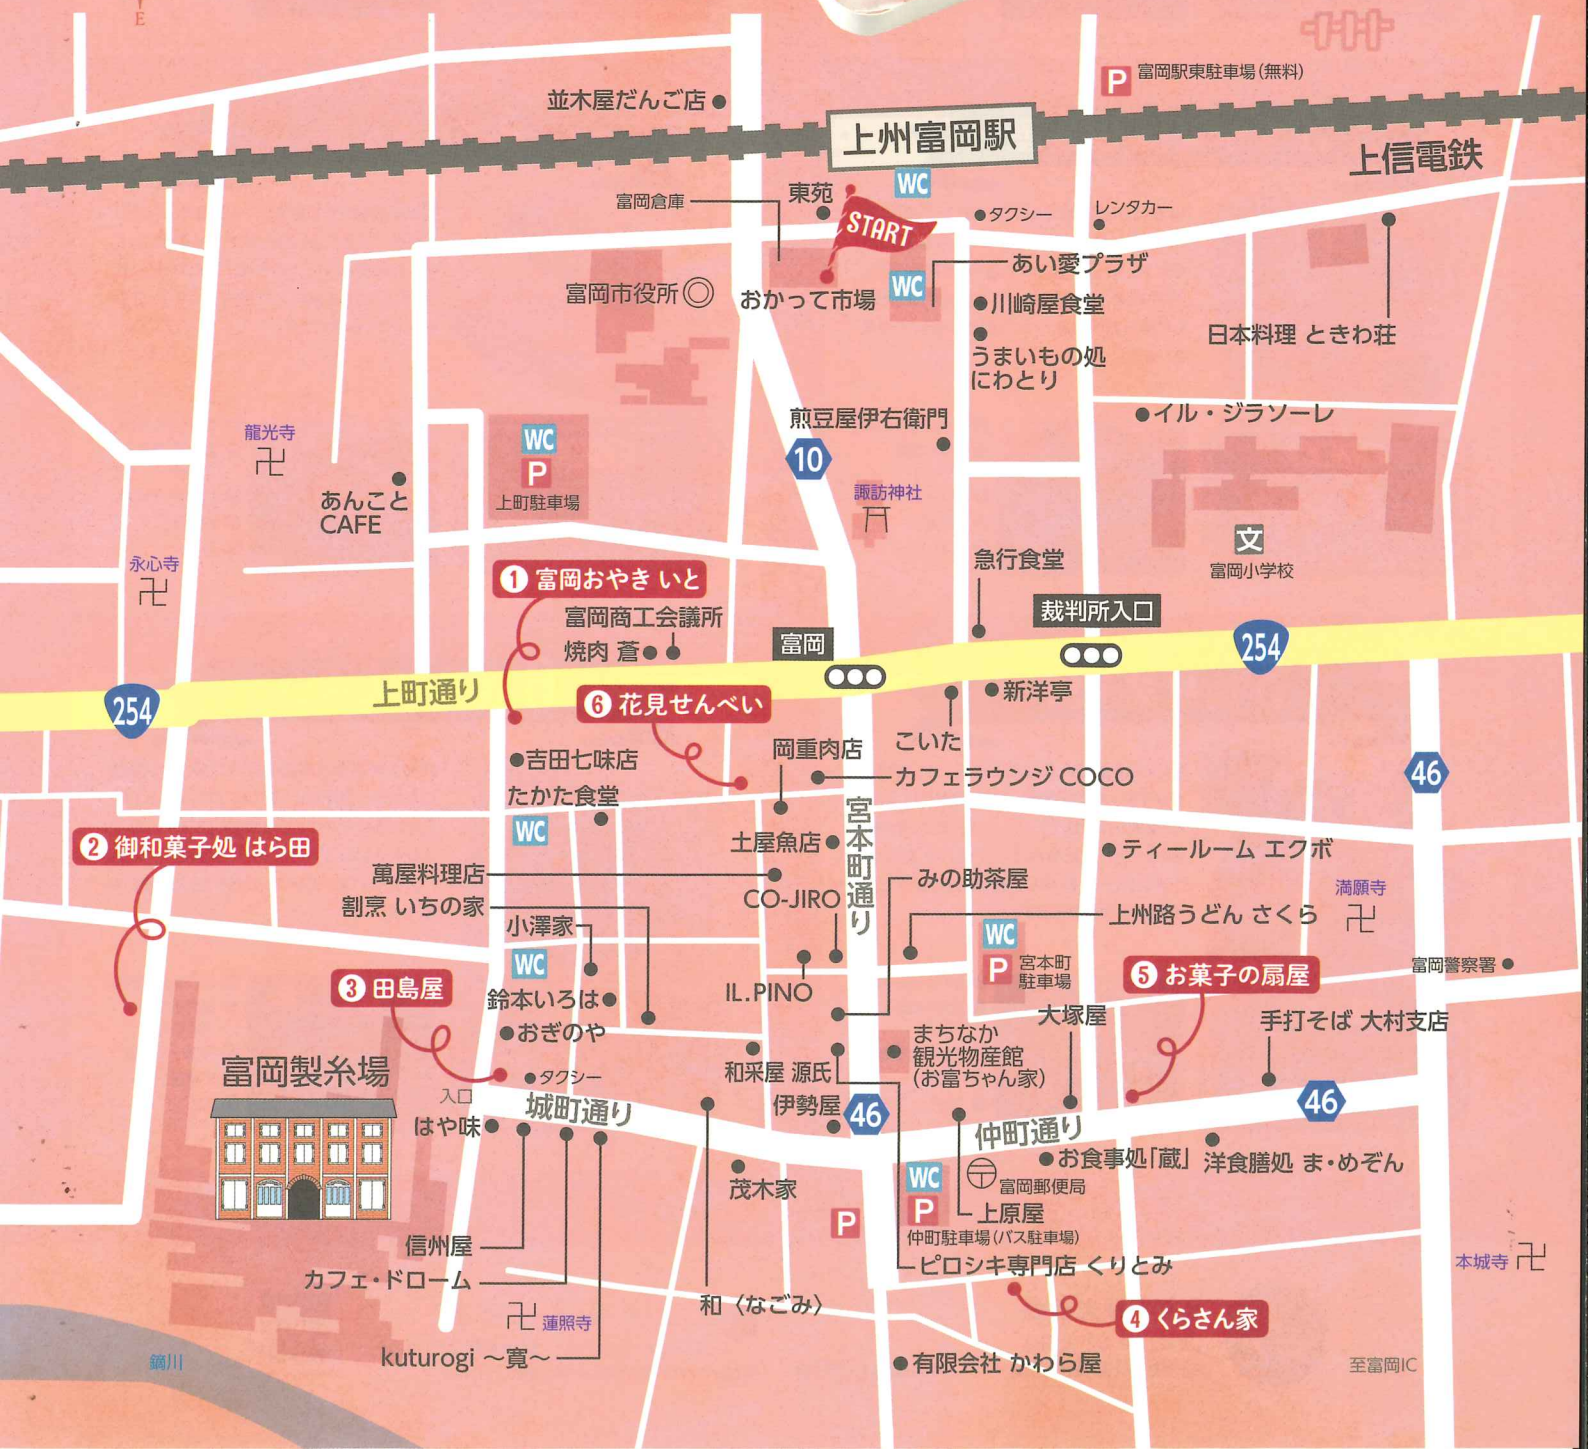 E
富岡駅東駐車場(無料)
並木屋だんご店
上州富岡駅
上信電鉄
WC
東苑
富岡倉庫
START
タクシー
レンタカー
あい愛プラザ
富岡市役所
おかって市場
WC
川崎屋食堂
日本料理 ときわ荘
うまいもの処
にわとり
イル・ジラソーレ
煎豆屋伊右衛門
龍光寺
WC
P
上町駐車場
10
諏訪神社
あんこと
CAFE
文
富岡小学校
永心寺
急行食堂
① 富岡おやき いと
富岡商工会議所
焼肉 蒼
富岡
裁判所入口
254
254
上町通り
⑥ 花見せんべい
新洋亭
こいた
吉田七味店
岡重肉店
カフェラウンジ COCO
46
たかた食堂
WC
宮本町通り
土屋魚店
② 御和菓子処 はら田
ティールーム エクボ
萬屋料理店
みの助茶屋
満願寺
割烹 いちの家
CO-JIRO
上州路うどん さくら
小澤家
WC
WC
P
宮本町
駐車場
富岡警察署
③ 田島屋
鈴本いろは
IL.PINO
⑤ お菓子の扇屋
おぎのや
大塚屋
手打そば 大村支店
まちなか
観光物産館
(お富ちゃん家)
富岡製糸場
和采屋 源氏
タクシー
入口
城町通り
伊勢屋
46
46
はや味
仲町通り
お食事処「蔵」
洋食膳処 ま・めぞん
茂木家
WC
P
富岡郵便局
P
上原屋
仲町駐車場(バス駐車場)
信州屋
カフェ・ドローム
ピロシキ専門店 くりとみ
本城寺
和〈なごみ〉
蓮照寺
④ くらさん家
kuturogi ～寛～
鏑川
有限会社 かわら屋
至富岡IC
P